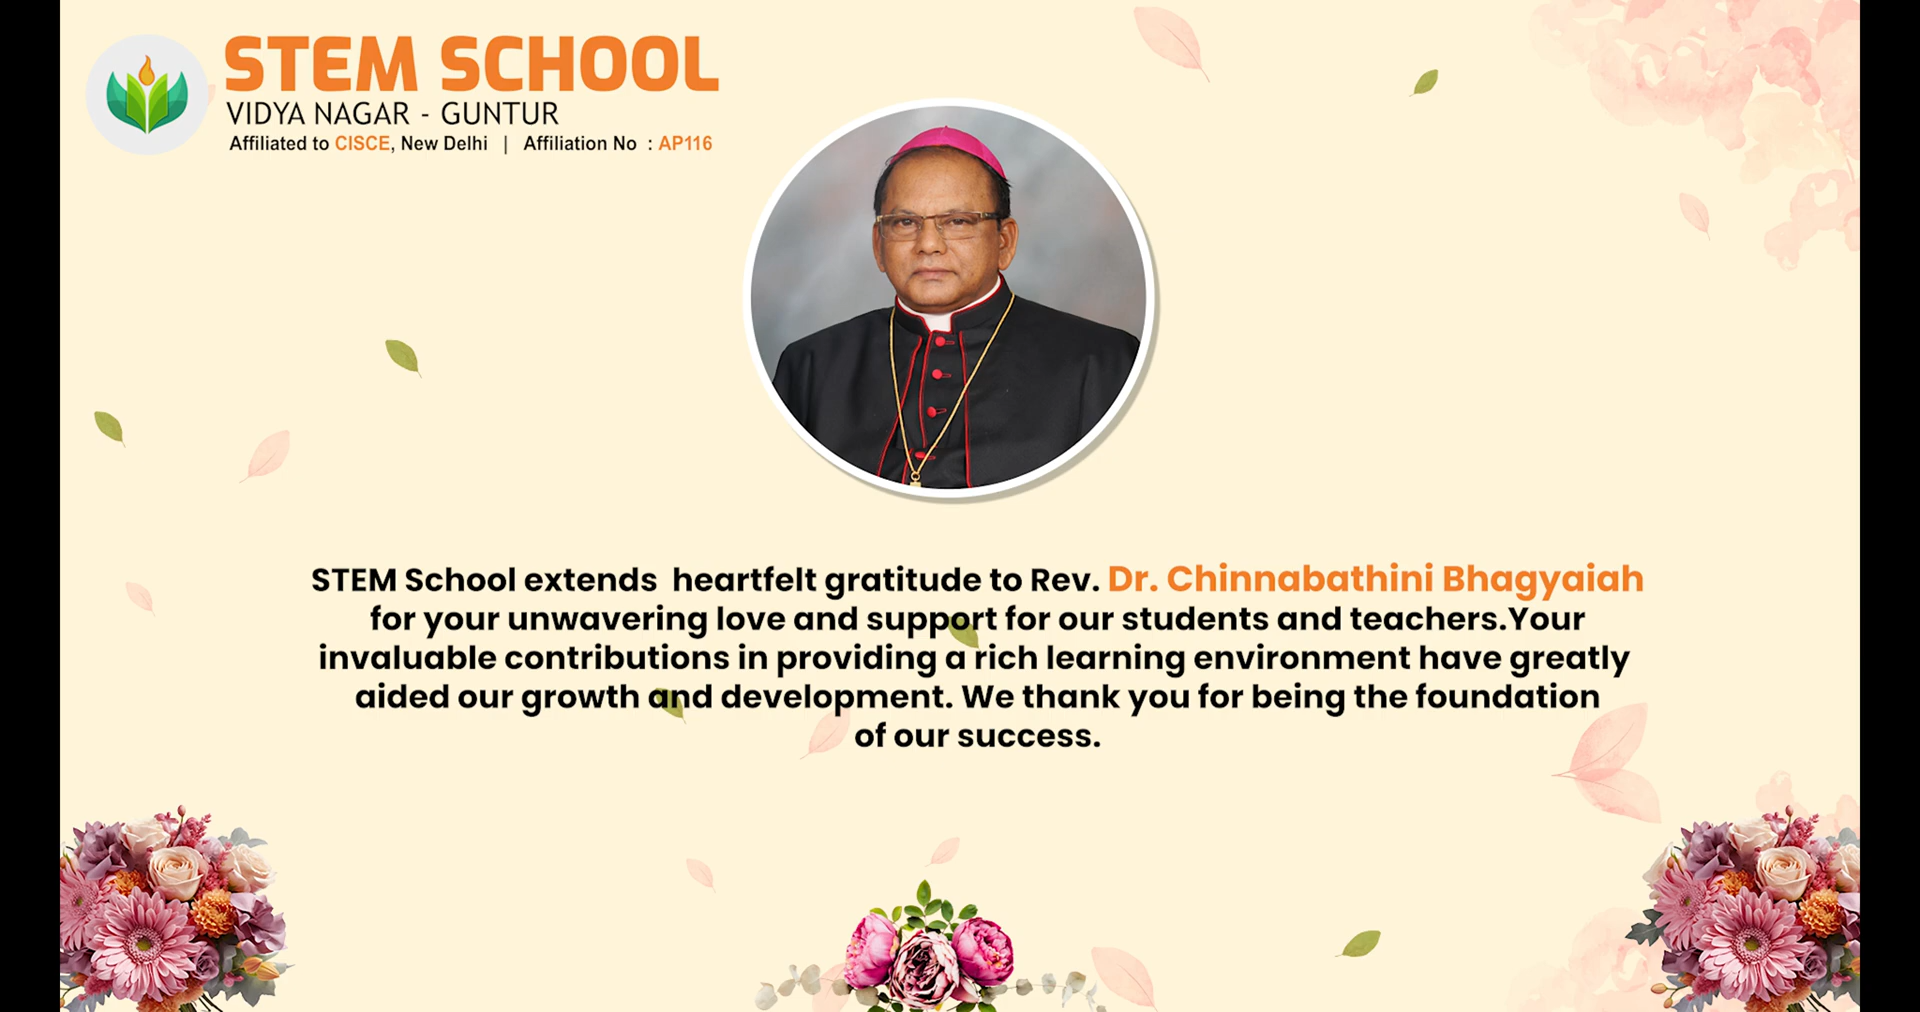 STEM SCHOOL
VIDYA NAGAR - GUNTUR
Affiliated to CISCE, New Delhi | Affiliation No : AP116
STEM School extends heartfelt gratitude to Rev. Dr. Chinnabathini Bhagyaiah
for your unwavering love and support for our students and teachers.Your
invaluable contributions in providing a rich learning environment have greatly
aided our growth and development. We thank you for being the foundation
of our success.